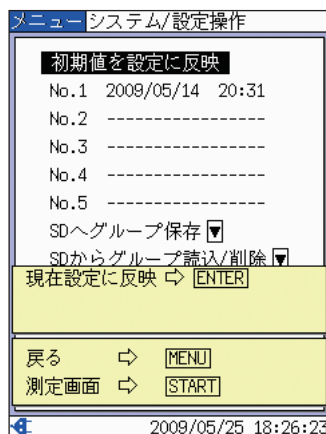 メニュー システム/設定操作
初期値を設定に反映
No.1 2009/05/14 20:31
No.2 -----------------
No.3 -----------------
No.4 -----------------
No.5 -----------------
SDへグループ保存▼
SDからグループ読込/削除▼
現在設定に反映 ⇨ ENTER
戻る ⇨ MENU
測定画面 ⇨ START
2009/05/25 18:26:23